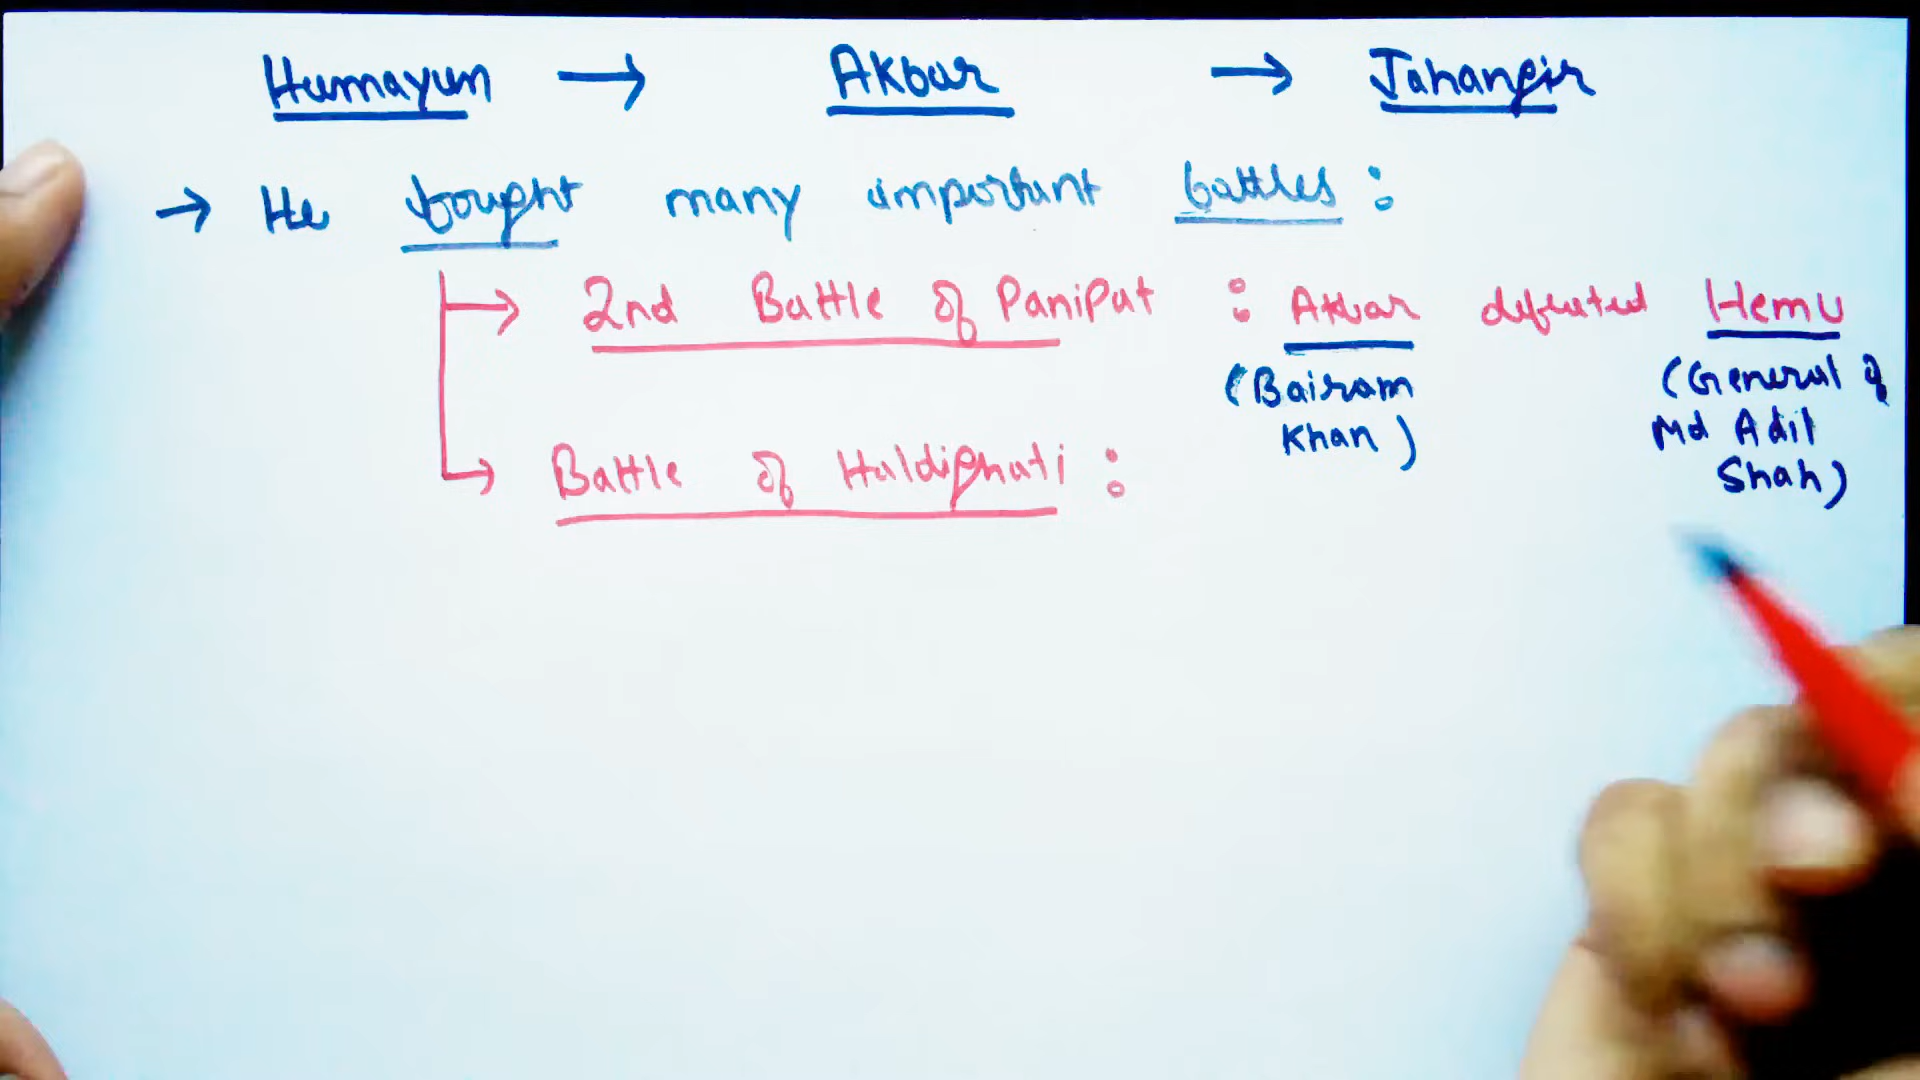 Humayun → Akbar → Jahangir
→ He fought many important battles :
→ 2nd Battle of Panipat : Akbar defeated Hemu
(Bairam Khan)
(General of Md Adil Shah)
→ Battle of Haldighati :